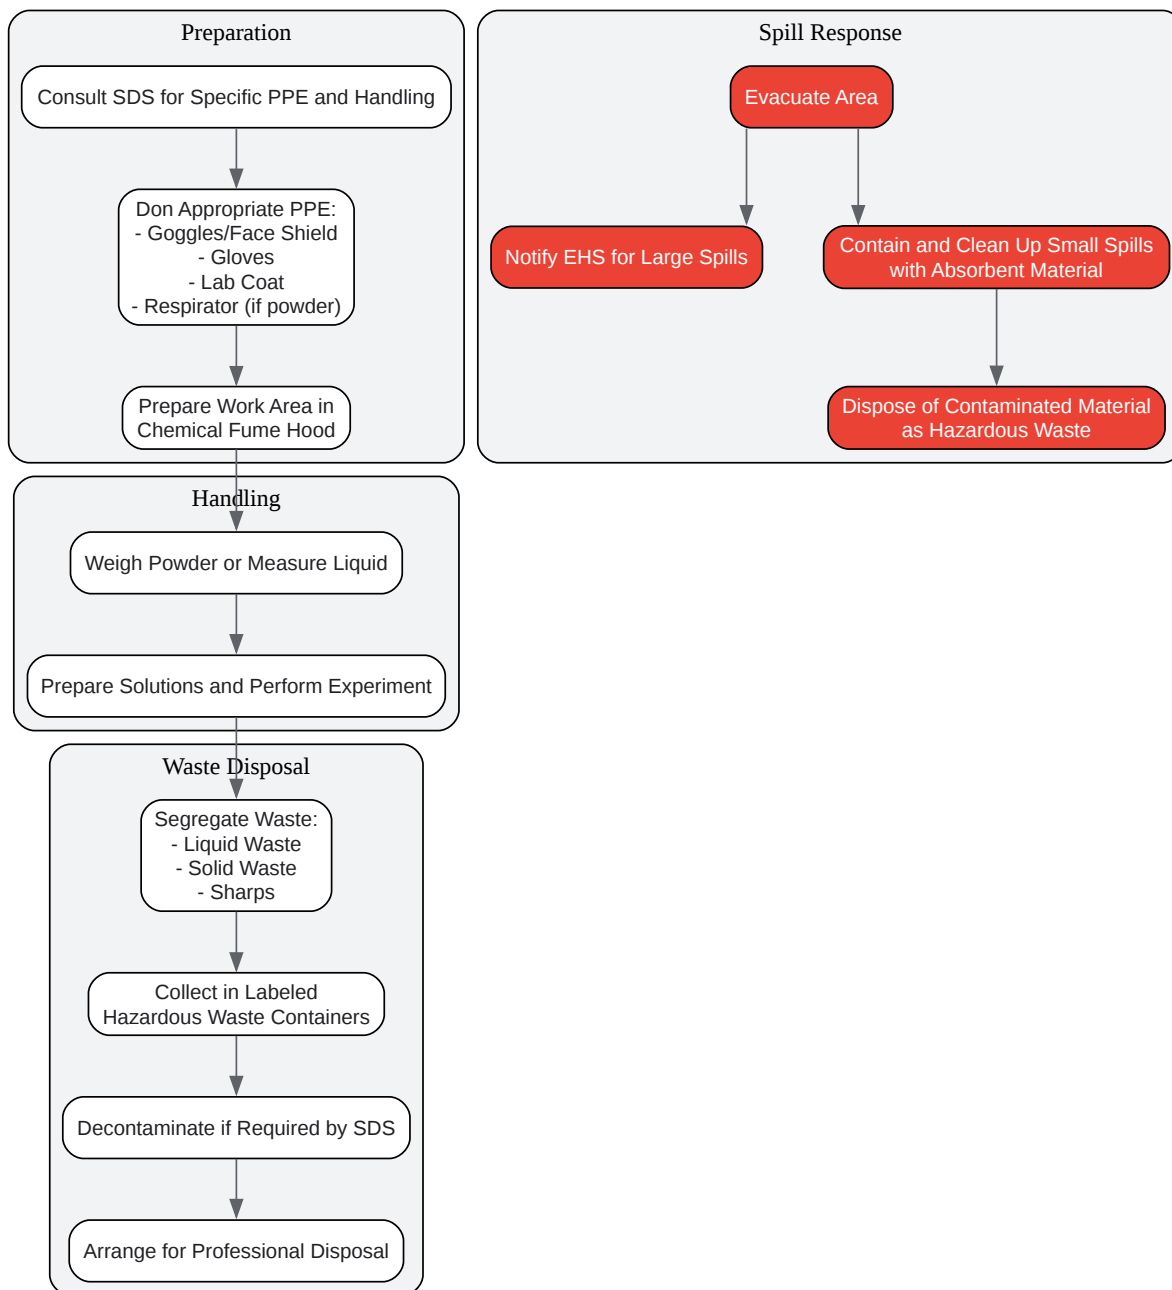 Preparation
Consult SDS for Specific PPE and Handling
Don Appropriate PPE:
- Goggles/Face Shield
- Gloves
- Lab Coat
- Respirator (if powder)
Prepare Work Area in
Chemical Fume Hood
Handling
Weigh Powder or Measure Liquid
Prepare Solutions and Perform Experiment
Waste Disposal
Segregate Waste:
- Liquid Waste
- Solid Waste
- Sharps
Collect in Labeled
Hazardous Waste Containers
Decontaminate if Required by SDS
Arrange for Professional Disposal
Spill Response
Evacuate Area
Notify EHS for Large Spills
Contain and Clean Up Small Spills
with Absorbent Material
Dispose of Contaminated Material
as Hazardous Waste